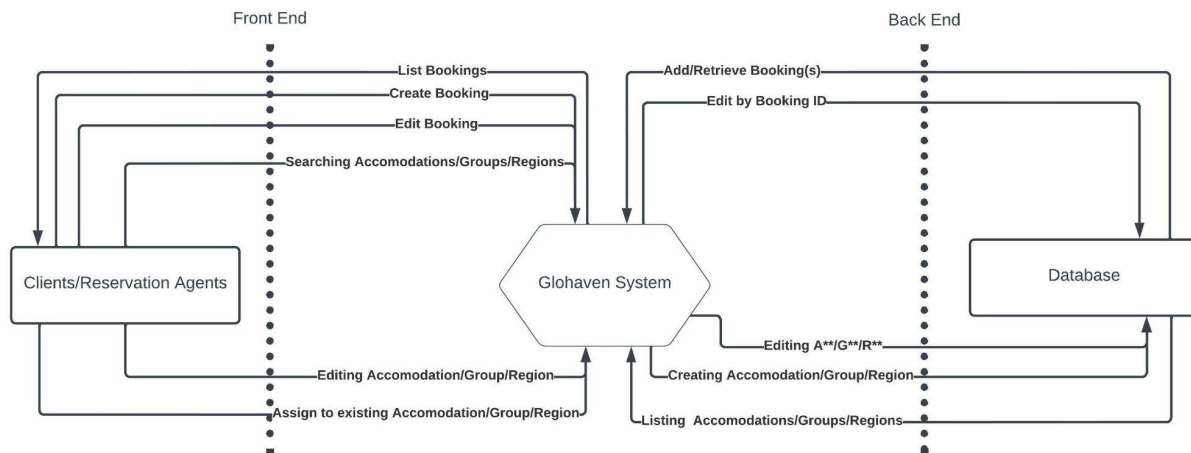 Front End
Back End
List Bookings
Add/Retrieve Booking(s)
Create Booking
Edit by Booking ID
Edit Booking
Searching Accomodations/Groups/Regions
Clients/Reservation Agents
Glohaven System
Database
Editing A**/G**/R**
Editing Accomodation/Group/Region
Creating Accomodation/Group/Region
Assign to existing Accomodation/Group/Region
Listing Accomodations/Groups/Regions